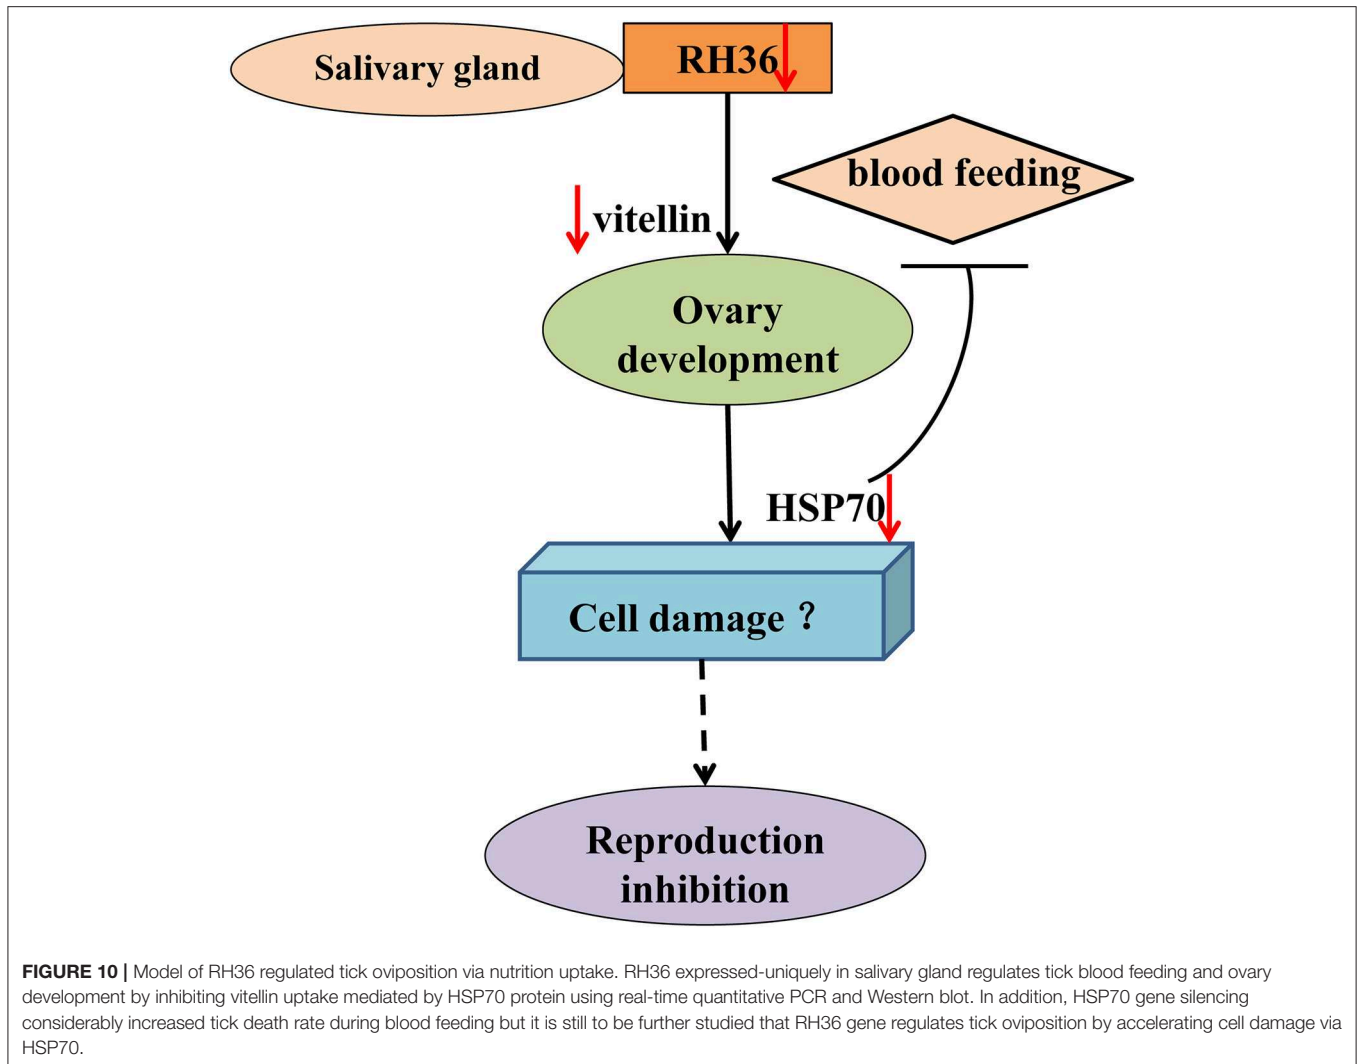 Salivary gland
RH36
blood feeding
vitellin
Ovary
development
HSP70
Cell damage ?
Reproduction
inhibition
FIGURE 10 | Model of RH36 regulated tick oviposition via nutrition uptake. RH36 expressed-uniquely in salivary gland regulates tick blood feeding and ovary
development by inhibiting vitellin uptake mediated by HSP70 protein using real-time quantitative PCR and Western blot. In addition, HSP70 gene silencing
considerably increased tick death rate during blood feeding but it is still to be further studied that RH36 gene regulates tick oviposition by accelerating cell damage via
HSP70.